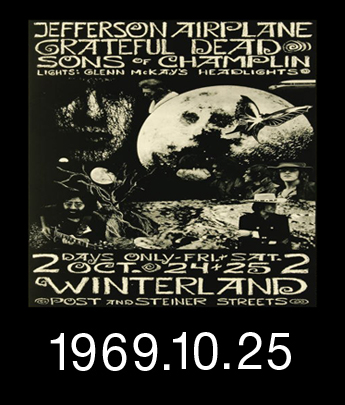 JEFFERSON AIRPLANE
GRATEFUL DEAD
SONS OF CHAMPLIN
LIGHTS: GLENN McKAY'S HEADLIGHTS
2 DAYS ONLY-FRI.+SAT. 2
OCT. 24+25
WINTERLAND
POST AND STEINER STREETS
1969.10.25